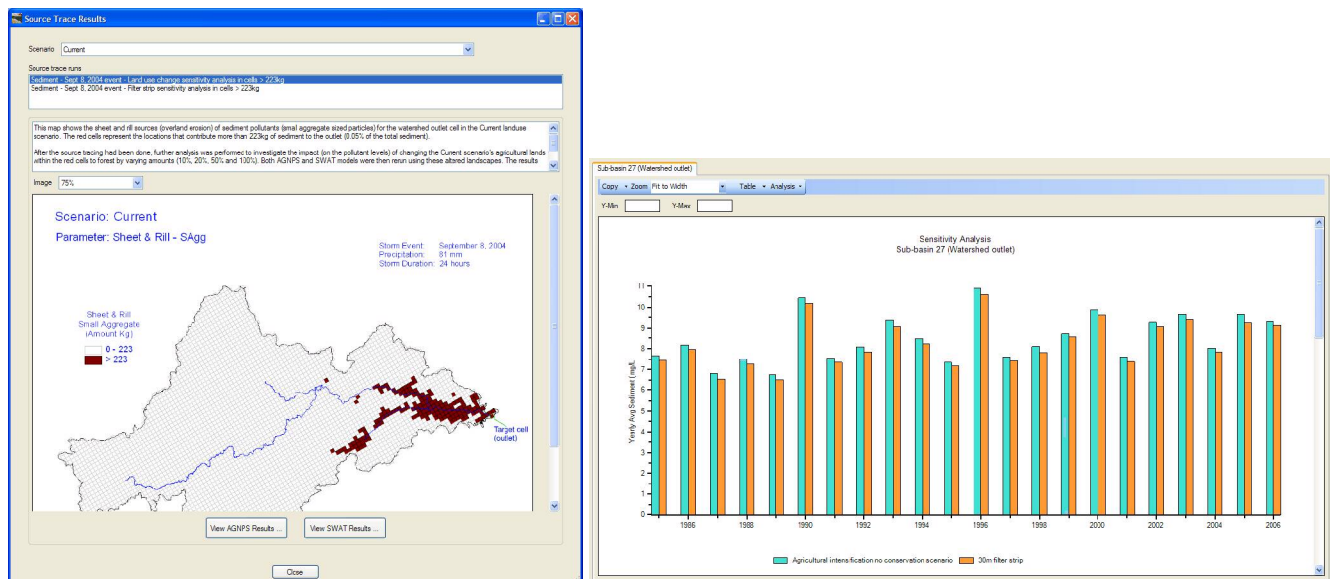 Source Trace Results
Scenario Current
Source trace runs
Sediment - Sept 8, 2004 event - Land use change sensitivity analysis in cells > 223kg
Sediment - Sept 8, 2004 event - Filter strip sensitivity analysis in cells > 223kg
This map shows the sheet and rill sources (overland erosion) of sediment pollutants (smal aggregate sized particles) for the watershed outlet cell in the Current landuse
scenario. The red cells represent the locations that contribute more than 223kg of sediment to the outlet (0.05% of the total sediment).
After the source tracing had been done, further analysis was performed to investigate the impact (on the pollutant levels) of changing the Current scenario's agricultural lands
within the red cells to forest by varying amounts (10%, 20%, 50% and 100%). Both AGNPS and SWAT models were then rerun using these altered landscapes. The results
Image 75%
Scenario: Current
Parameter: Sheet & Rill - SAgg
Storm Event: September 8, 2004
Precipitation: 81 mm
Storm Duration: 24 hours
Sheet & Rill
Small Aggregate
(Amount Kg)
0 - 223
> 223
Target cell
(outlet)
View AGNPS Results ...
View SWAT Results ...
Close
Sub-basin 27 (Watershed outlet)
Copy Zoom Fit to Width Table Analysis
Y-Min Y-Max
Sensitivity Analysis
Sub-basin 27 (Watershed outlet)
Yearly Avg Sediment (mg/L
11
10
9
8
7
6
5
4
3
2
1
0
1986 1988 1990 1992 1994 1996 1998 2000 2002 2004 2006
Agricultural intensification no conservation scenario 30m filter strip